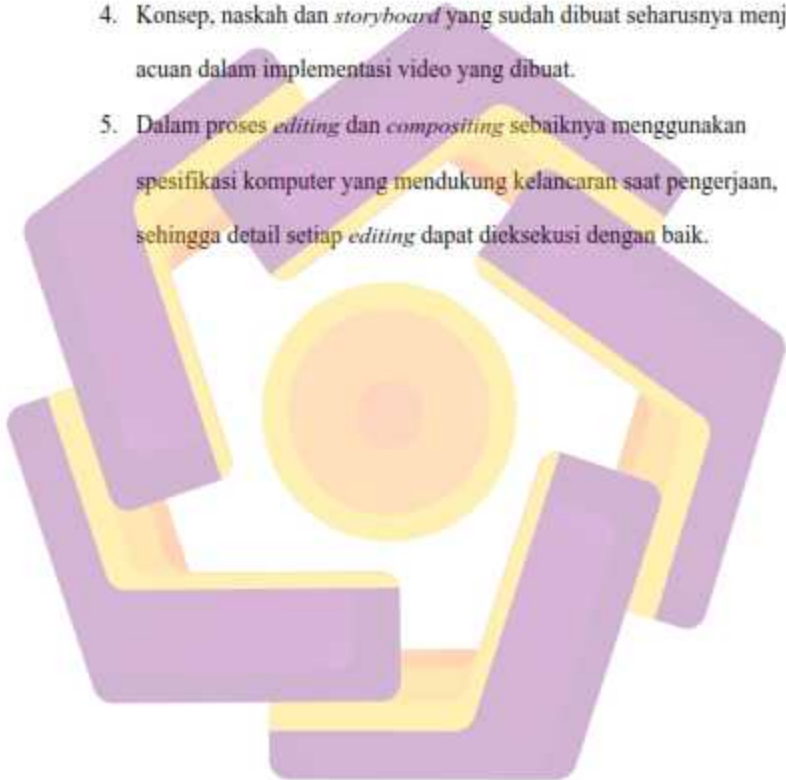 4. Konsep, naskah dan storyboard yang sudah dibuat seharusnya menj
acuan dalam implementasi video yang dibuat.
5. Dalam proses editing dan compositing sebaiknya menggunakan
spesifikasi komputer yang mendukung kelancaran saat pengerjaan,
sehingga detail setiap editing dapat dieksekusi dengan baik.